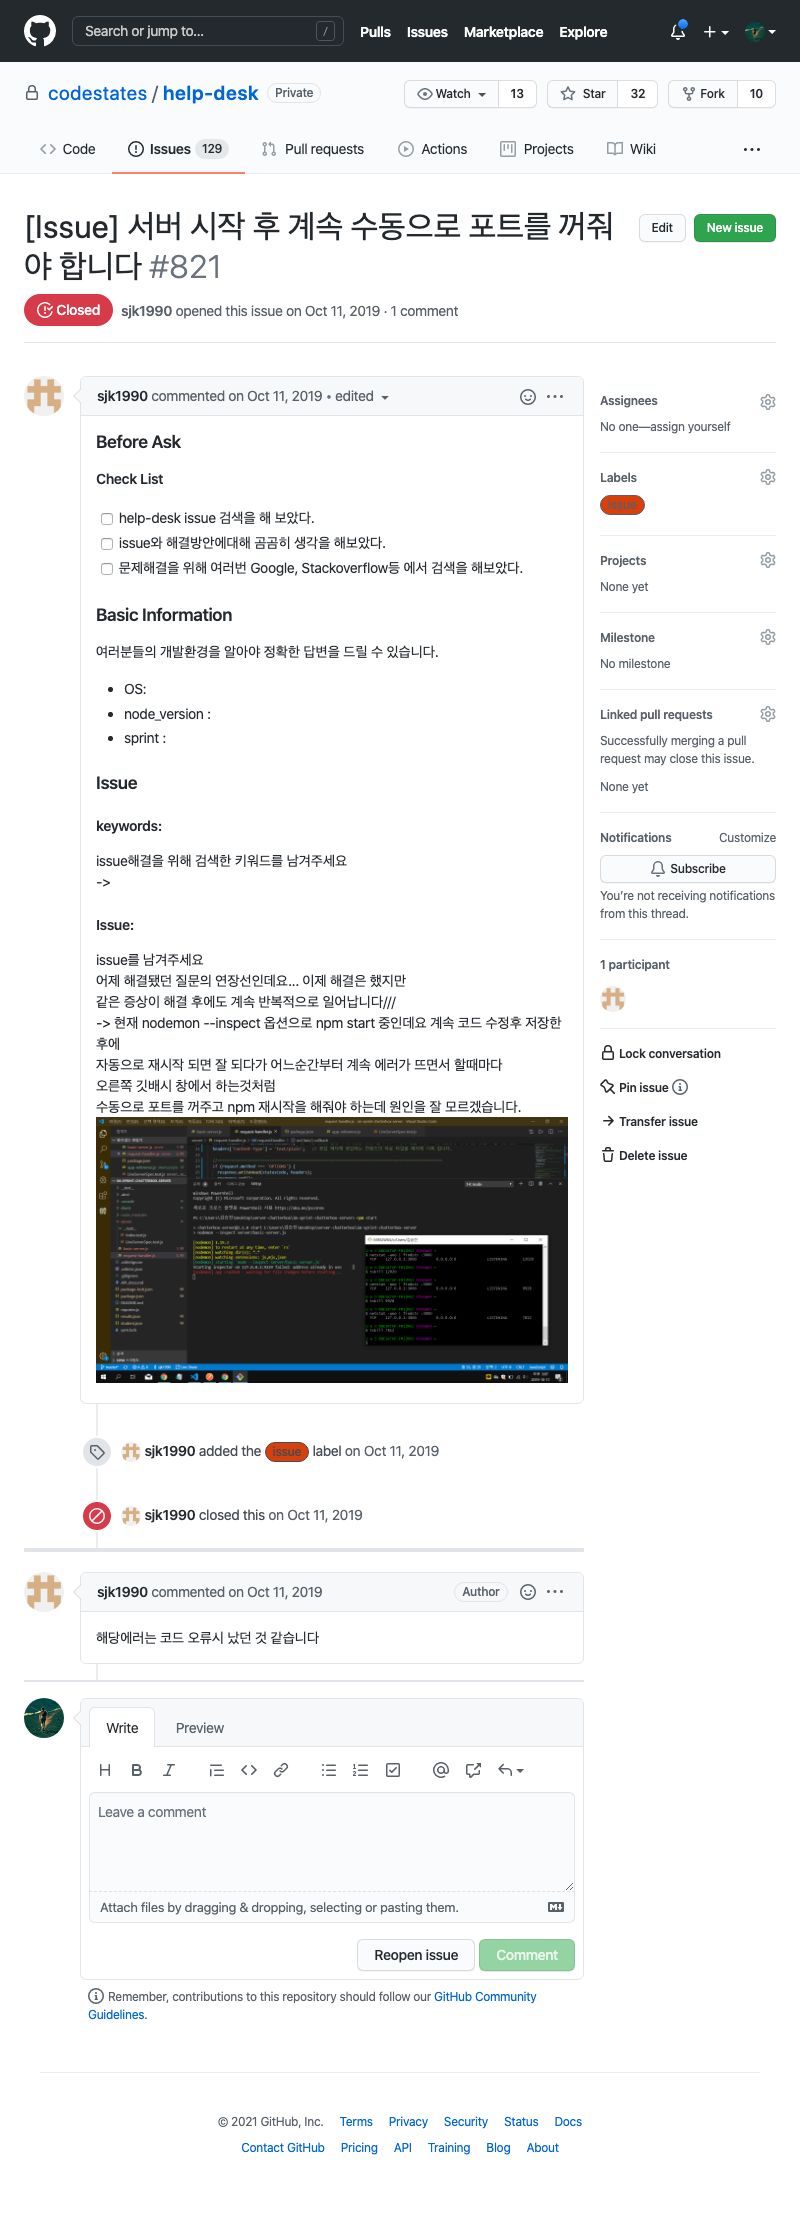 Search or jump to...
/
Pulls
Issues
Marketplace
Explore
codestates / help-desk
Private
Watch
13
Star
32
Fork
10
Code
Issues 129
Pull requests
Actions
Projects
Wiki
[Issue] 서버 시작 후 계속 수동으로 포트를 꺼줘
야 합니다 #821
Edit
New issue
Closed
sjk1990 opened this issue on Oct 11, 2019 · 1 comment
sjk1990 commented on Oct 11, 2019 • edited
Before Ask
Check List
help-desk issue 검색을 해 보았다.
issue와 해결방안에대해 곰곰히 생각을 해보았다.
문제해결을 위해 여러번 Google, Stackoverflow등 에서 검색을 해보았다.
Basic Information
여러분들의 개발환경을 알아야 정확한 답변을 드릴 수 있습니다.
OS:
node_version :
sprint :
Issue
keywords:
issue해결을 위해 검색한 키워드를 남겨주세요
->
Issue:
issue를 남겨주세요
어제 해결됐던 질문의 연장선인데요... 이제 해결은 했지만
같은 증상이 해결 후에도 계속 반복적으로 일어납니다///
-> 현재 nodemon --inspect 옵션으로 npm start 중인데요 계속 코드 수정후 저장한
후에
자동으로 재시작 되면 잘 되다가 어느순간부터 계속 에러가 뜨면서 할때마다
오른쪽 깃배시 창에서 하는것처럼
수동으로 포트를 꺼주고 npm 재시작을 해줘야 하는데 원인을 잘 모르겠습니다.
Assignees
No one—assign yourself
Labels
issue
Projects
None yet
Milestone
No milestone
Linked pull requests
Successfully merging a pull
request may close this issue.
None yet
Notifications
Customize
Subscribe
You're not receiving notifications
from this thread.
1 participant
Lock conversation
Pin issue
Transfer issue
Delete issue
sjk1990 added the issue label on Oct 11, 2019
sjk1990 closed this on Oct 11, 2019
sjk1990 commented on Oct 11, 2019
Author
해당에러는 코드 오류시 났던 것 같습니다
Write
Preview
Leave a comment
Attach files by dragging & dropping, selecting or pasting them.
Reopen issue
Comment
Remember, contributions to this repository should follow our GitHub Community
Guidelines.
© 2021 GitHub, Inc.
Terms
Privacy
Security
Status
Docs
Contact GitHub
Pricing
API
Training
Blog
About